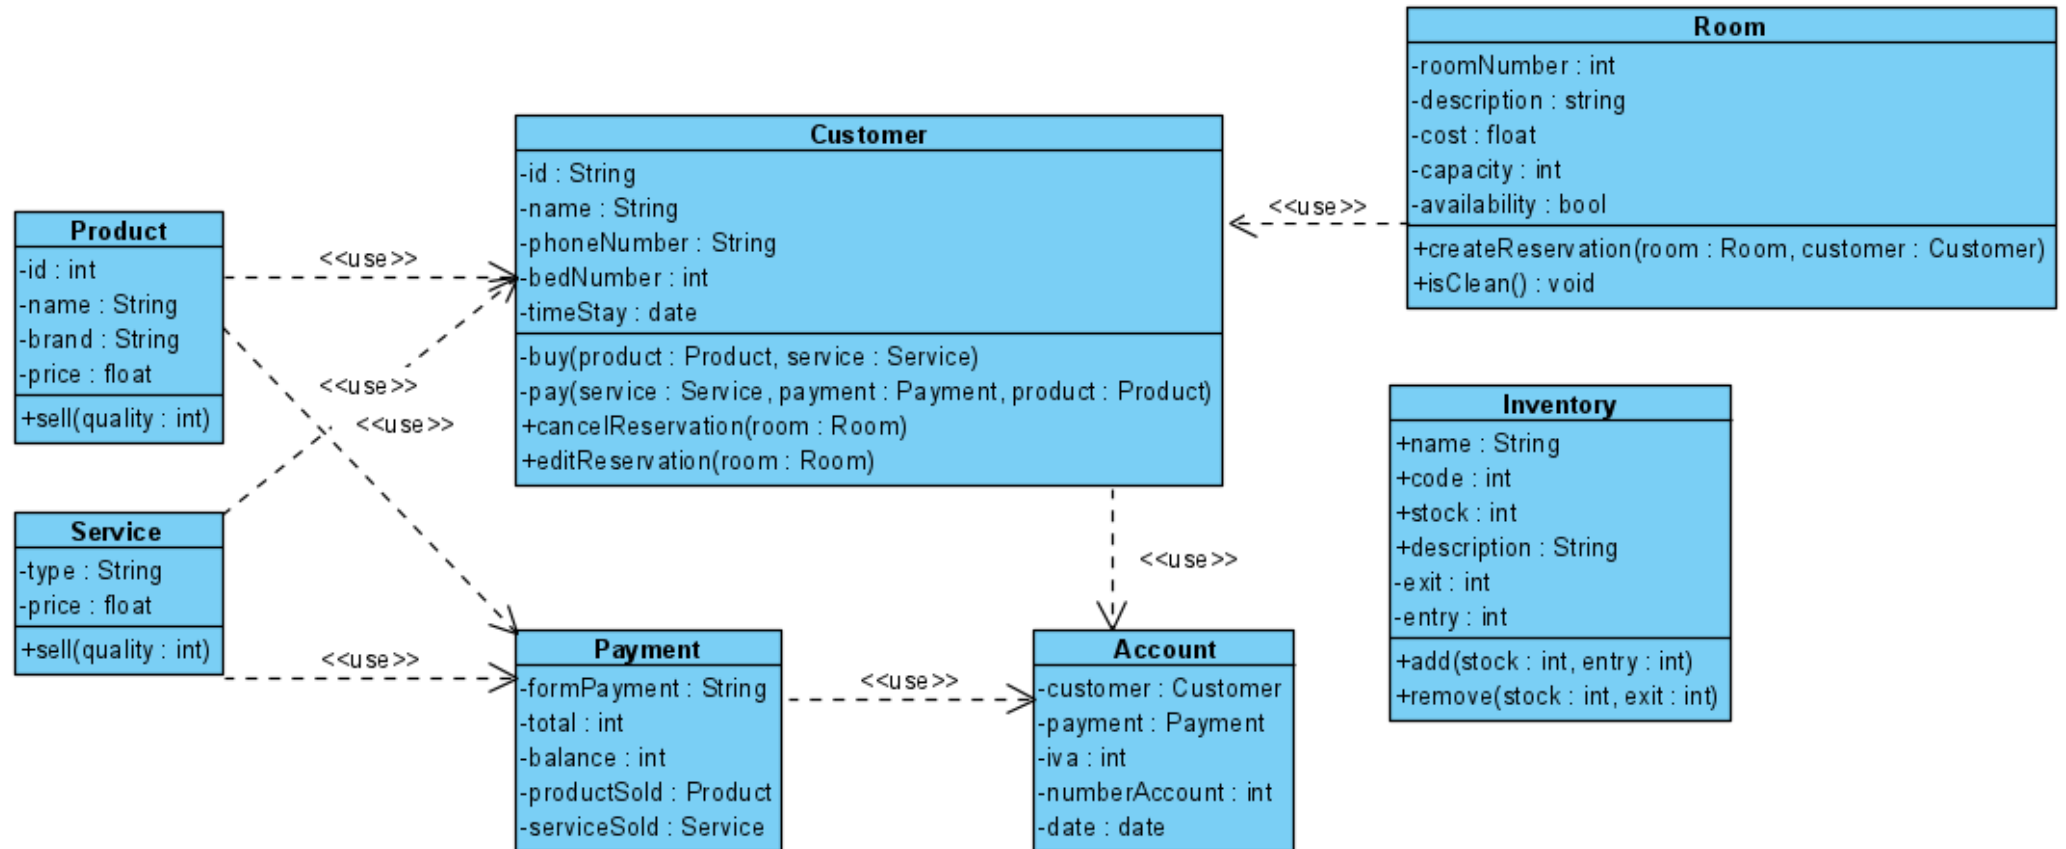 Room
-roomNumber : int
-description : string
-cost : float
-capacity : int
-availability : bool
+createReservation(room : Room, customer : Customer)
+isClean() : void
Customer
-id : String
-name : String
-phoneNumber : String
-bedNumber : int
-timeStay : date
-buy(product : Product, service : Service)
-pay(service : Service, payment : Payment, product : Product)
+cancelReservation(room : Room)
+editReservation(room : Room)
<<use>>
Product
-id : int
-name : String
-brand : String
-price : float
+sell(quality : int)
<<use>>
<<use>>
<<use>>
Inventory
+name : String
+code : int
+stock : int
+description : String
-exit : int
-entry : int
+add(stock : int, entry : int)
+remove(stock : int, exit : int)
Service
-type : String
-price : float
+sell(quality : int)
<<use>>
<<use>>
Payment
-formPayment : String
-total : int
-balance : int
-productSold : Product
-serviceSold : Service
<<use>>
Account
-customer : Customer
-payment : Payment
-iva : int
-numberAccount : int
-date : date